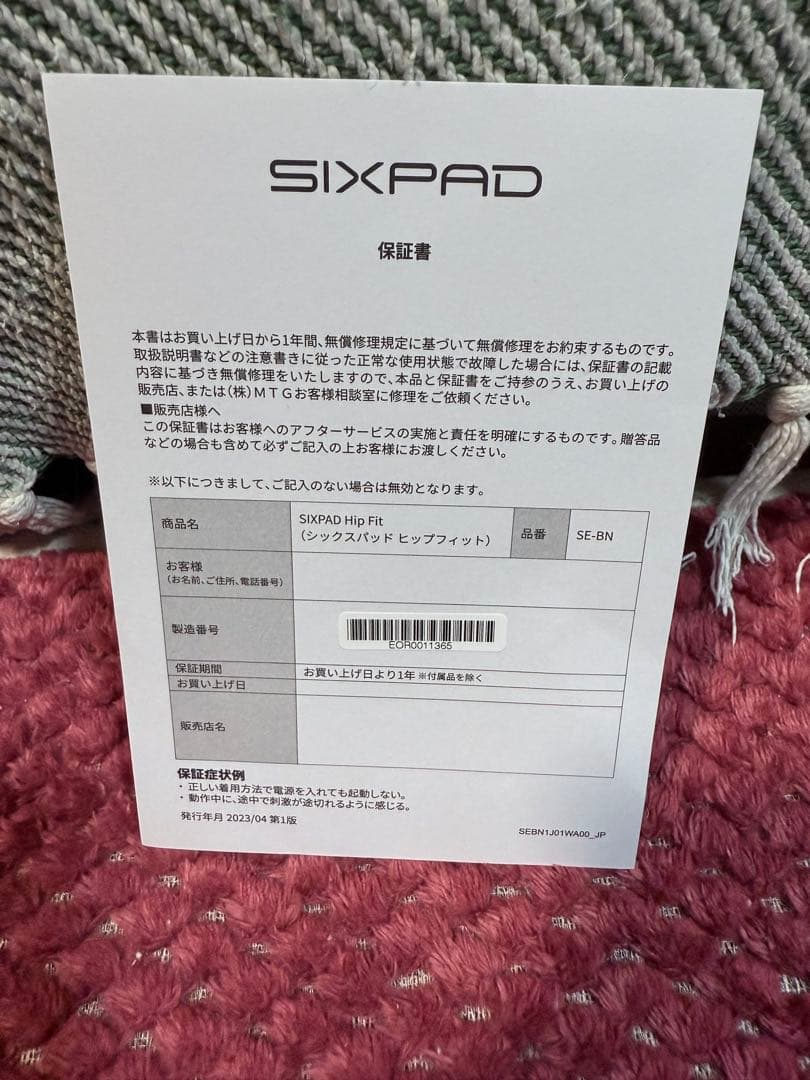 SIXPAD
保証書
本書はお買い上げ日から1年間、無償修理規定に基づいて無償修理をお約束するものです。
取扱説明書などの注意書きに従った正常な使用状態で故障した場合には、保証書の記載
内容に基づき無償修理をいたしますので、本品と保証書をご持参のうえ、お買い上げの
販売店、または(株)MTGお客様相談室に修理をご依頼ください。
■販売店様へ
この保証書はお客様へのアフターサービスの実施と責任を明確にするものです。贈答品
などの場合も含めて必ずご記入の上お客様にお渡しください。
※以下につきまして、ご記入のない場合は無効となります。
商品名 SIXPAD Hip Fit
(シックスパッド ヒップフィット) 品番 SE-BN
お客様
(お名前、ご住所、電話番号)
製造番号 EOR0011365
保証期間 お買い上げ日より1年 ※付属品を除く
お買い上げ日
販売店名
保証症状例
・正しい着用方法で電源を入れても起動しない。
・動作中に、途中で刺激が途切れるように感じる。
発行年月 2023/04 第1版
SEBN1J01WA00_JP